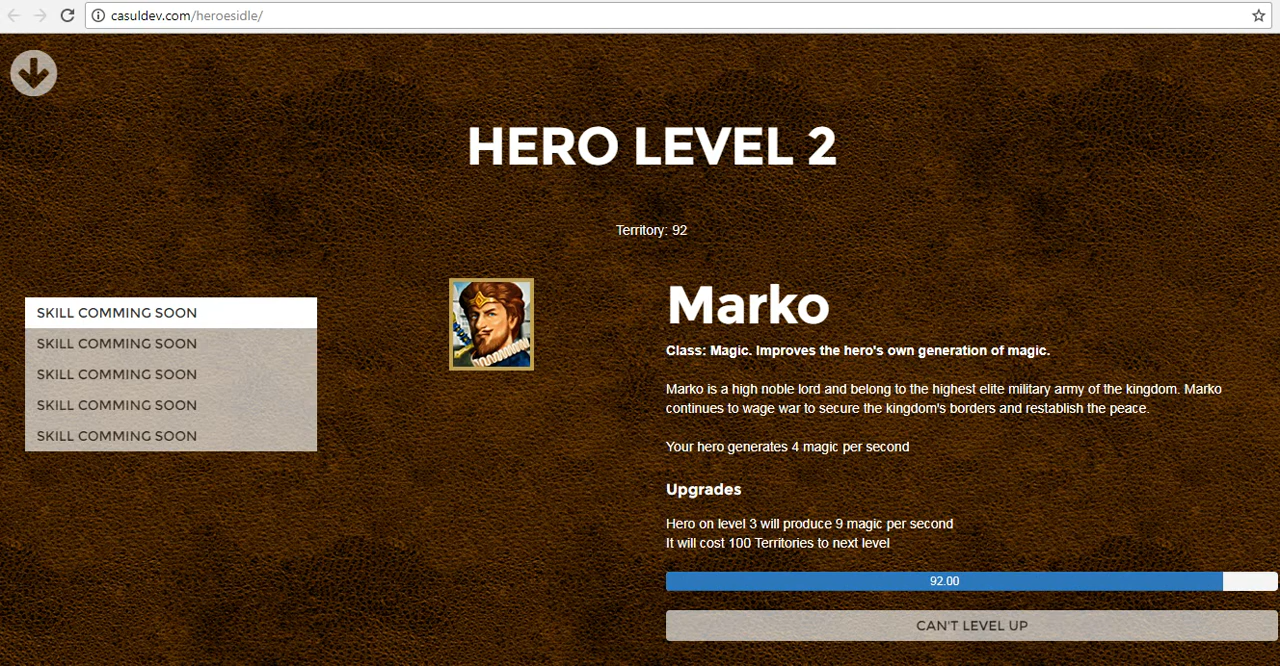 casuldev.com/heroesidle/
HERO LEVEL 2
Territory: 92
SKILL COMMING SOON
SKILL COMMING SOON
SKILL COMMING SOON
SKILL COMMING SOON
SKILL COMMING SOON
Marko
Class: Magic. Improves the hero's own generation of magic.
Marko is a high noble lord and belong to the highest elite military army of the kingdom. Marko
continues to wage war to secure the kingdom's borders and restablish the peace.
Your hero generates 4 magic per second
Upgrades
Hero on level 3 will produce 9 magic per second
It will cost 100 Territories to next level
92.00
CAN'T LEVEL UP